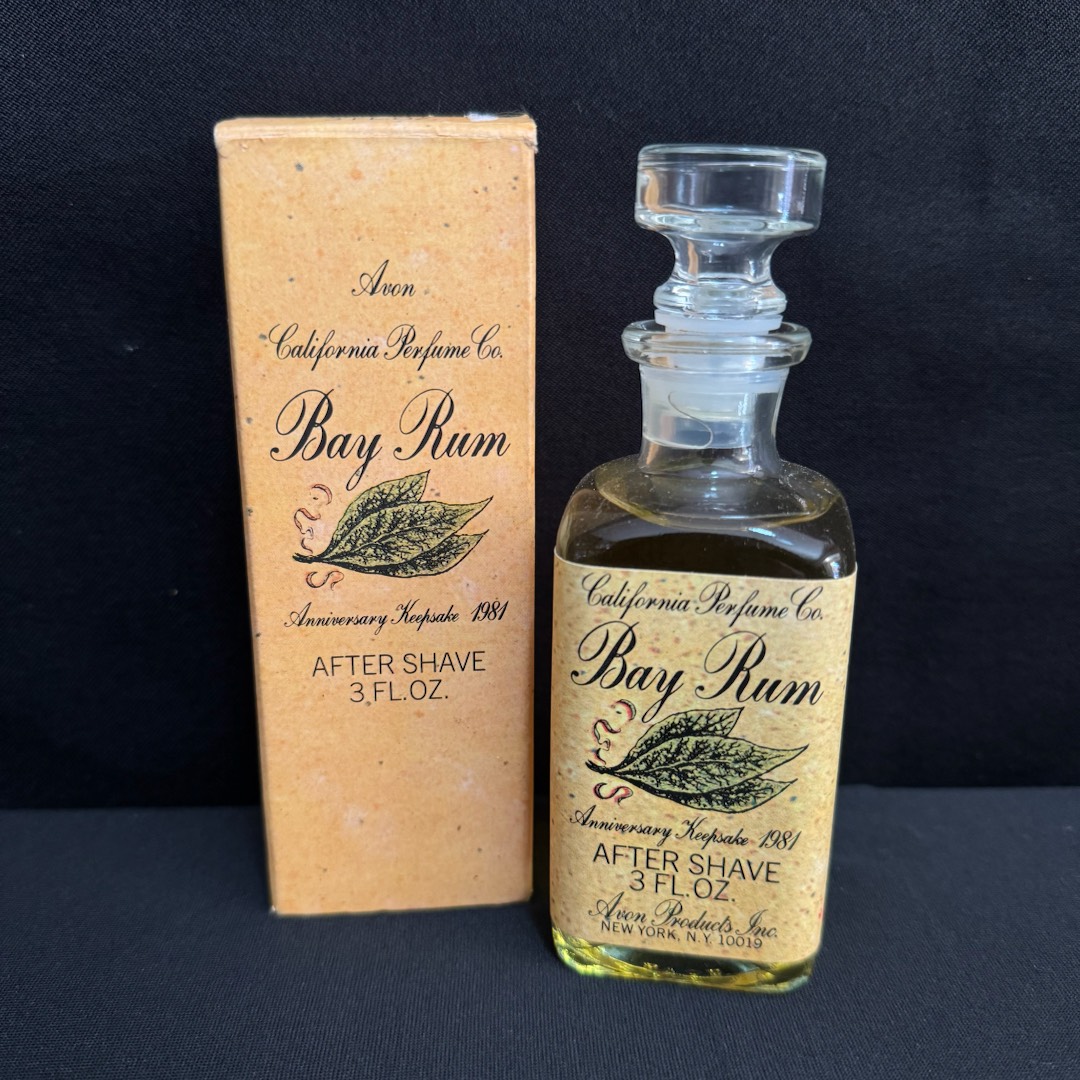 Avon
California Perfume Co.
Bay Rum
Anniversary Keepsake 1981
AFTER SHAVE
3 FL.OZ.
California Perfume Co.
Bay Rum
Anniversary Keepsake 1981
AFTER SHAVE
3 FL.OZ.
Avon Products Inc.
NEW YORK, N.Y. 10019